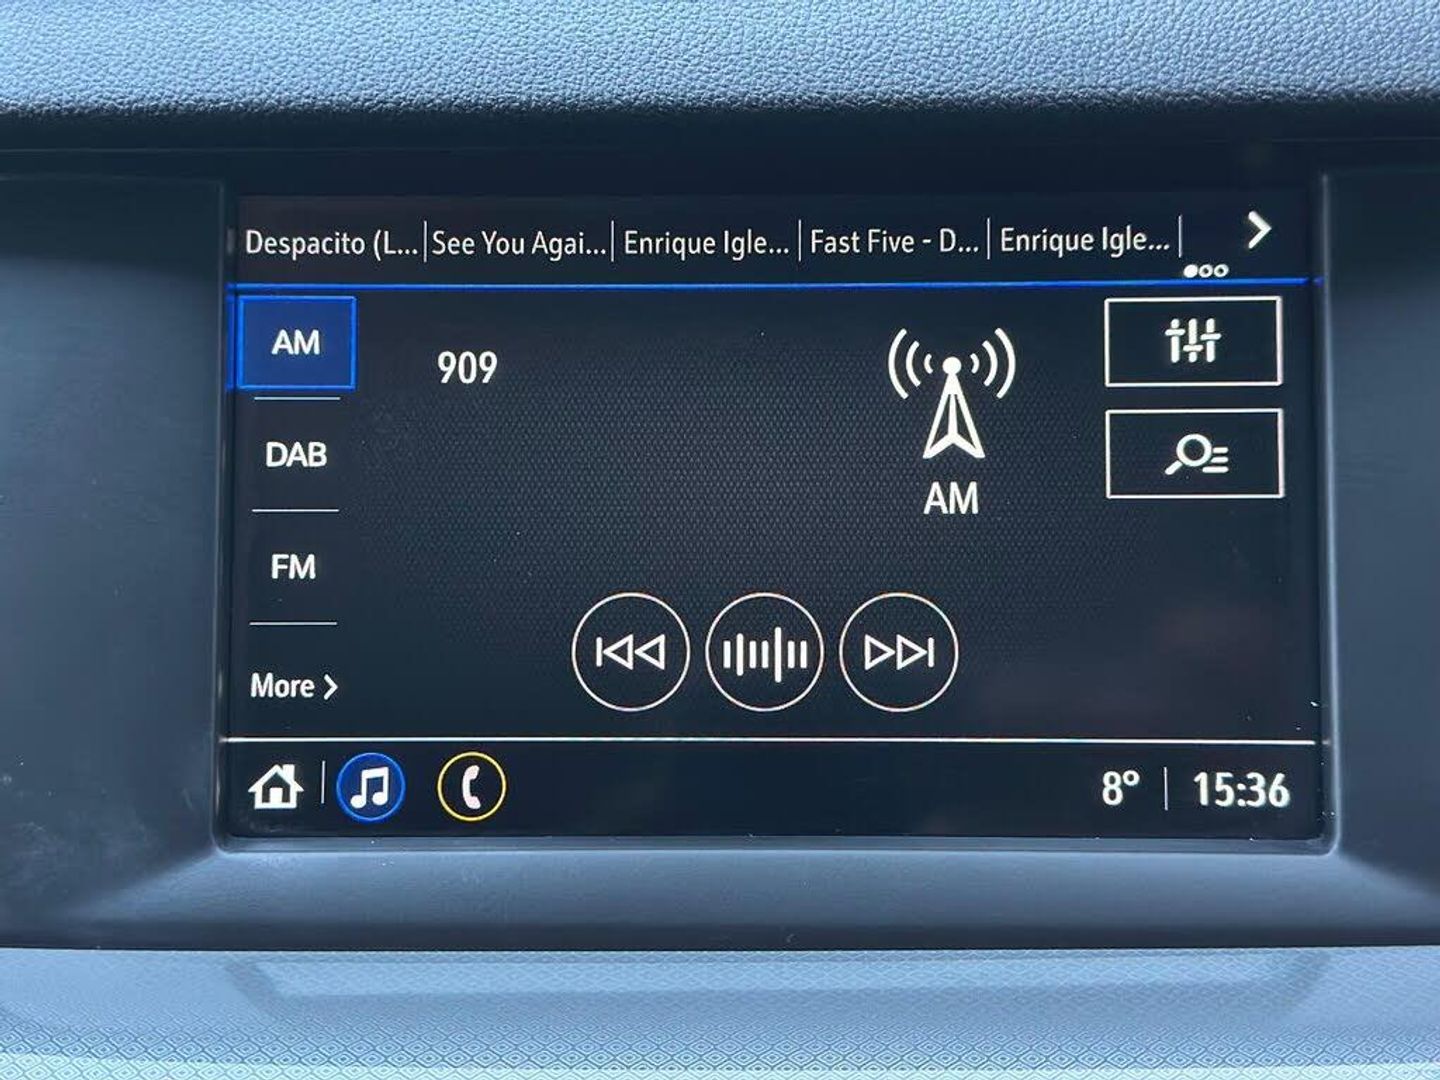 Despacito (L... See You Agai... Enrique Igle... Fast Five - D... Enrique Igle...
AM
909
DAB
AM
FM
More
8° 15:36